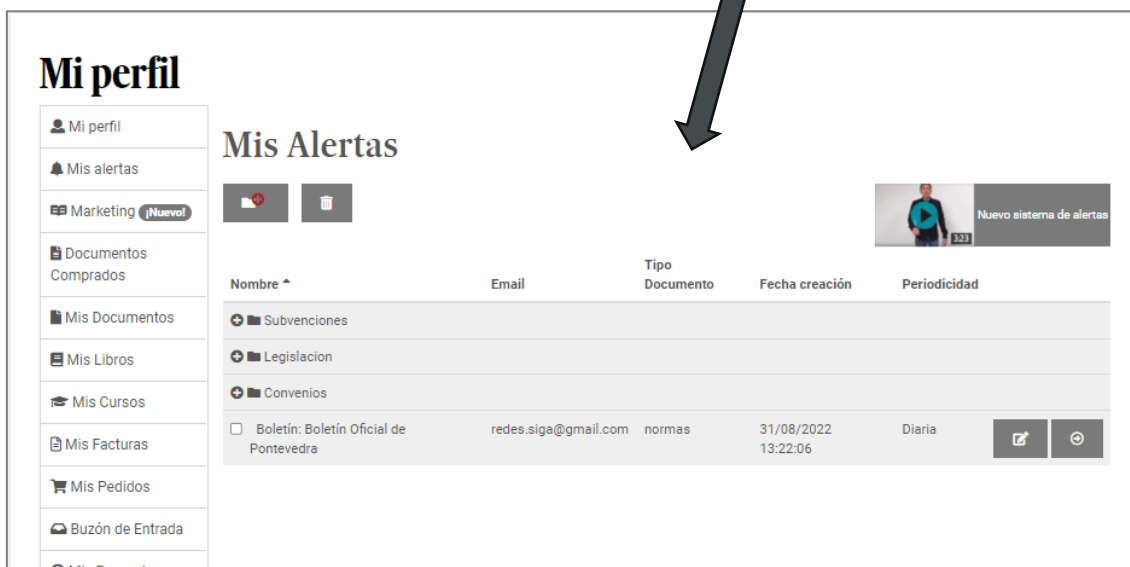 Mi perfil
Mi perfil
Mis alertas
Marketing ¡Nuevo!
Documentos
Comprados
Mis Documentos
Mis Libros
Mis Cursos
Mis Facturas
Mis Pedidos
Buzón de Entrada
Mis Alertas
3:23
Nuevo sistema de alertas
Nombre Email Tipo Documento Fecha creación Periodicidad
Subvenciones
Legislacion
Convenios
Boletín: Boletín Oficial de Pontevedra redes.siga@gmail.com normas 31/08/2022 13:22:06 Diaria